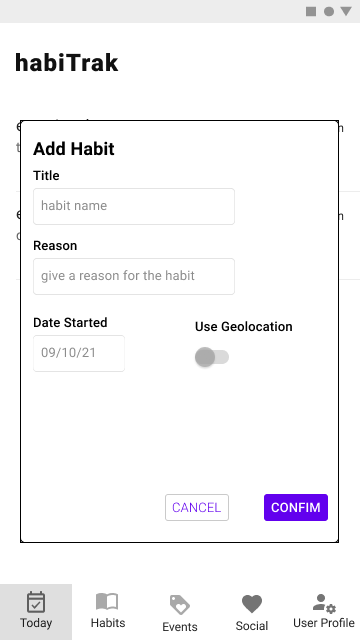 habiTrak
Add Habit
Title
habit name
Reason
give a reason for the habit
Date Started
Use Geolocation
09/10/21
CANCEL
CONFIM
Today
Habits
Events
Social
User Profile